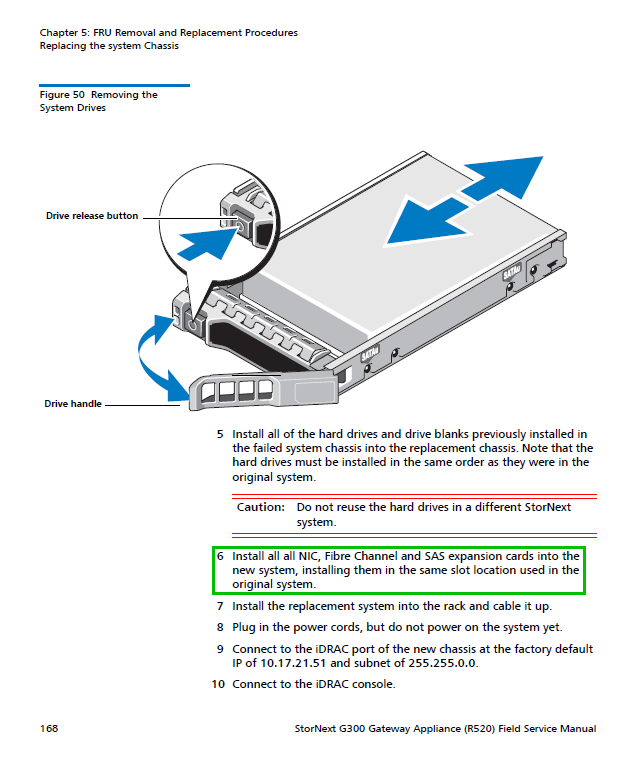 Chapter 5: FRU Removal and Replacement Procedures
Replacing the system Chassis
Figure 50  Removing the
System Drives
Drive release button
SATAu
SATAu
Drive handle
5 Install all of the hard drives and drive blanks previously installed in
the failed system chassis into the replacement chassis. Note that the
hard drives must be installed in the same order as they were in the
original system.
Caution: Do not reuse the hard drives in a different StorNext
system.
6 Install all all NIC, Fibre Channel and SAS expansion cards into the
new system, installing them in the same slot location used in the
original system.
7 Install the replacement system into the rack and cable it up.
8 Plug in the power cords, but do not power on the system yet.
9 Connect to the iDRAC port of the new chassis at the factory default
IP of 10.17.21.51 and subnet of 255.255.0.0.
10 Connect to the iDRAC console.
168 StorNext G300 Gateway Appliance (R520) Field Service Manual